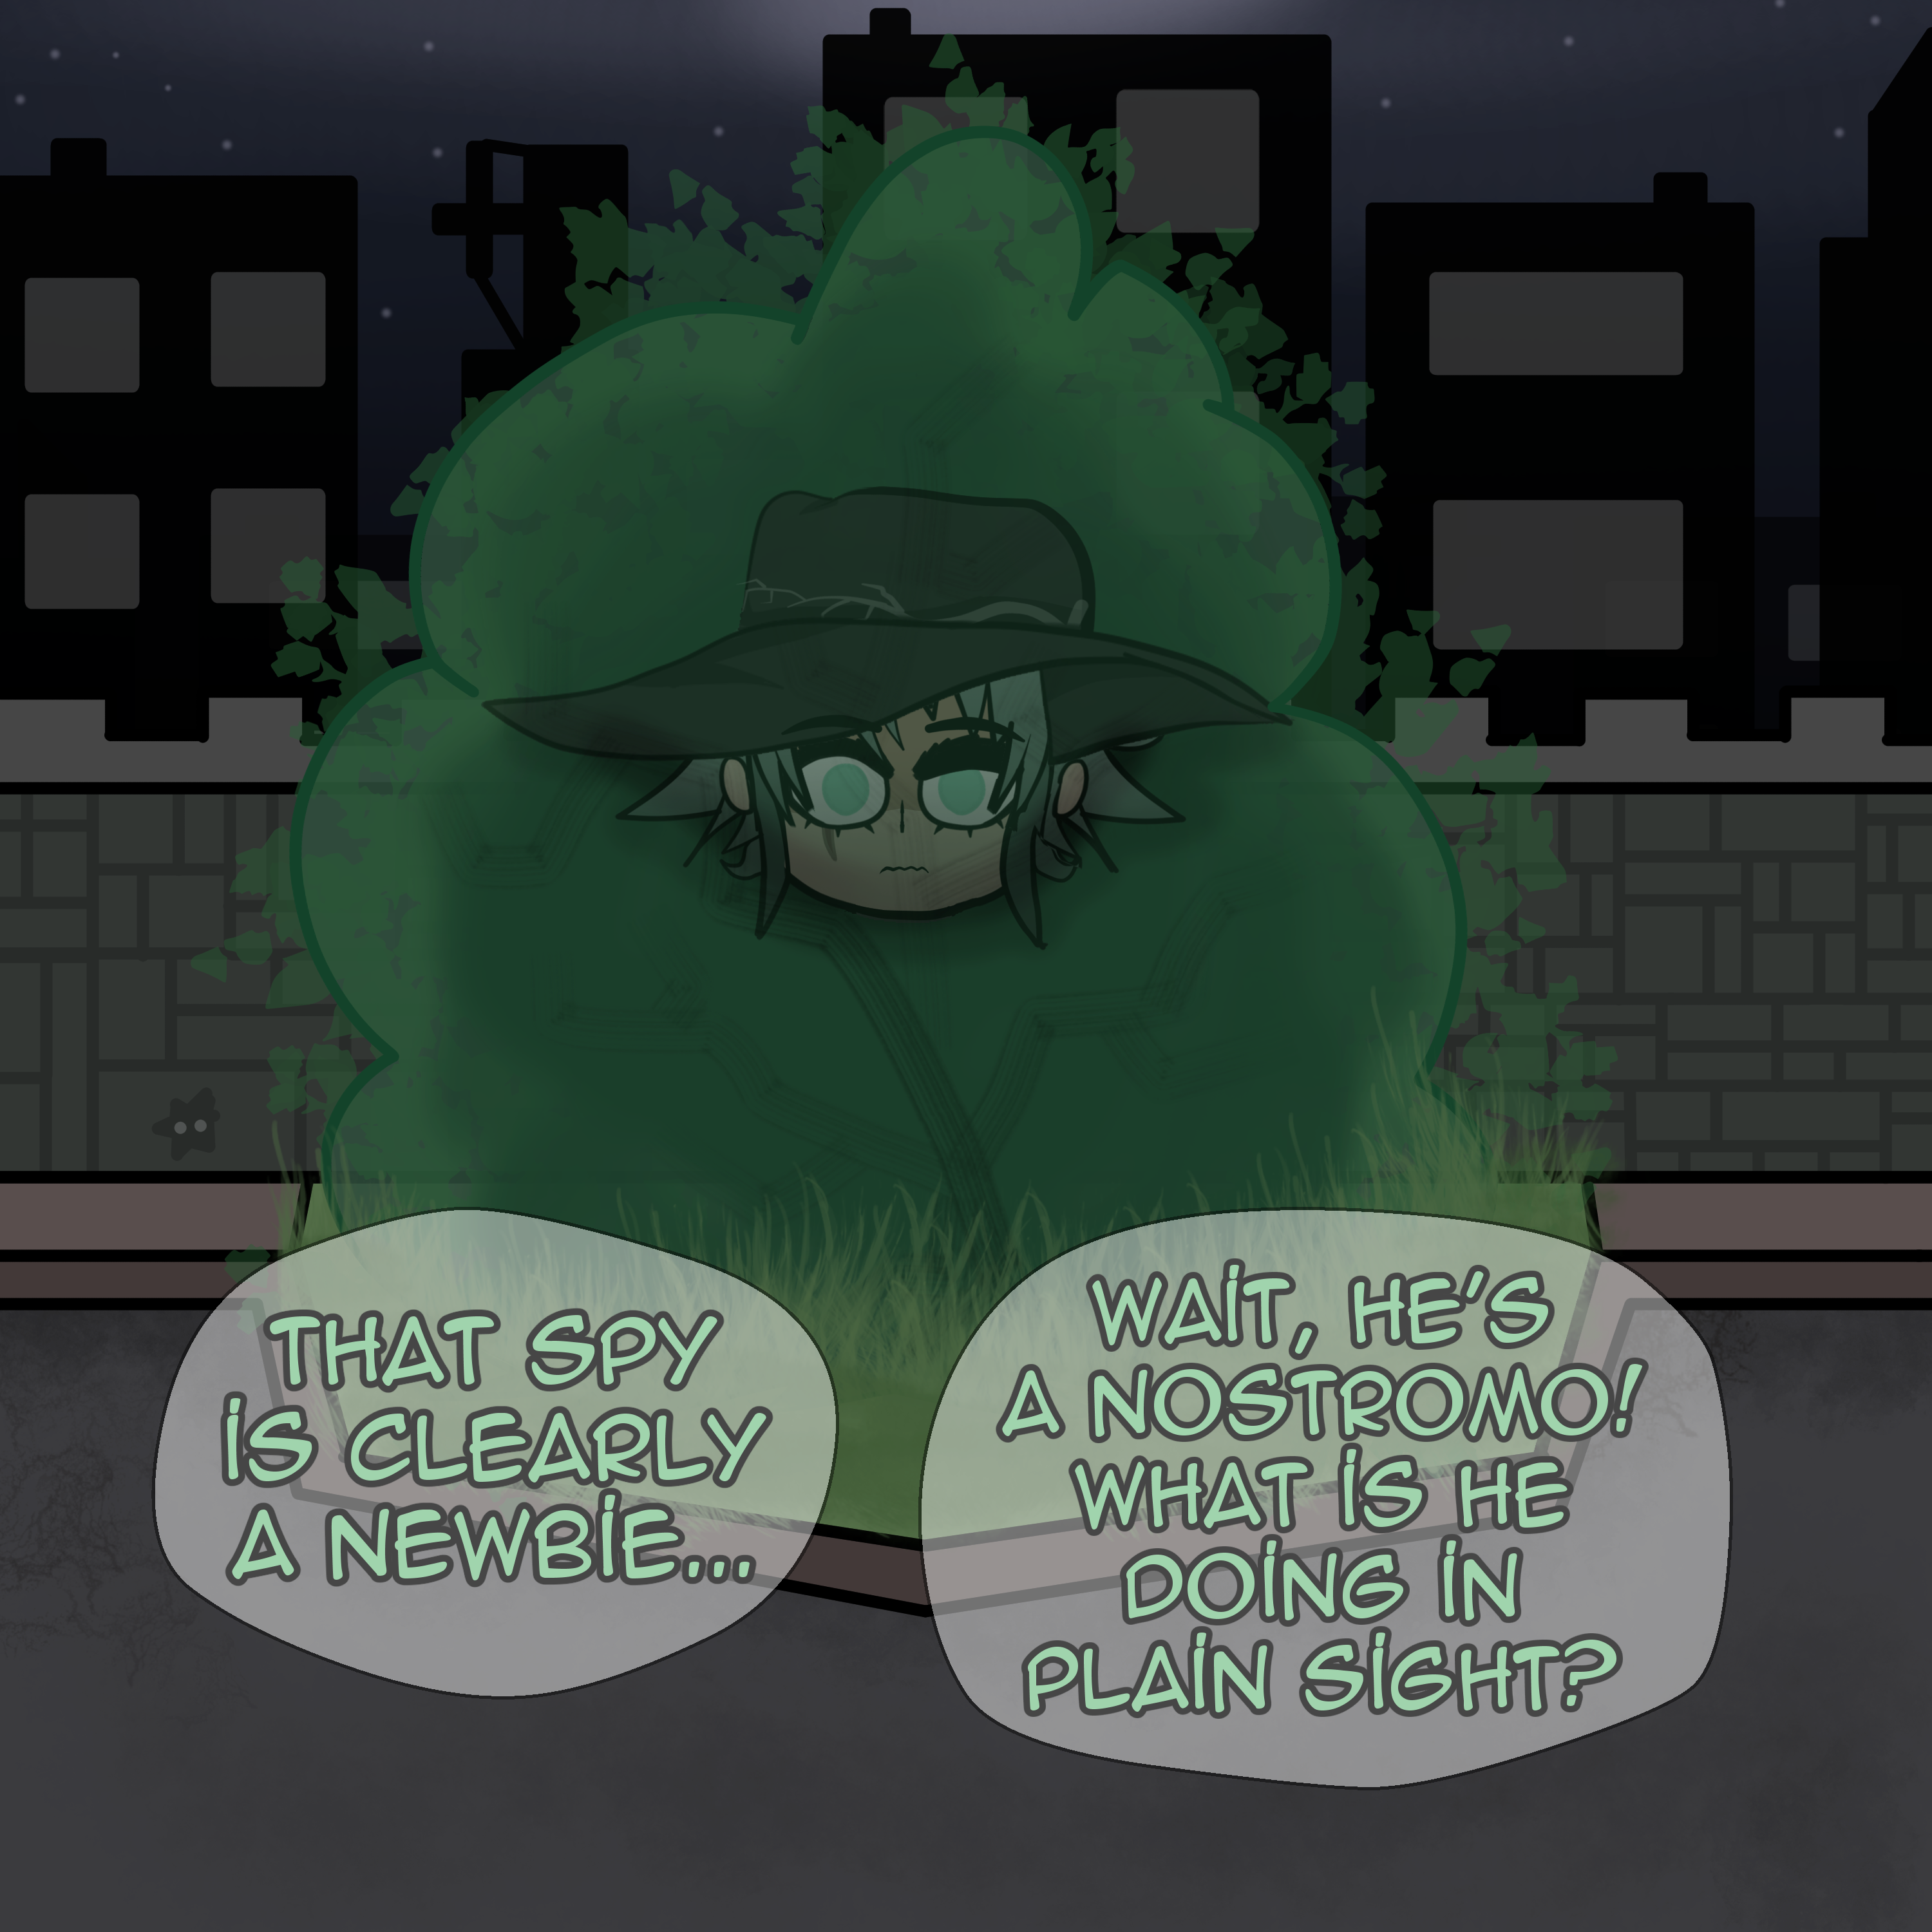 THAT SPY
IS CLEARLY
A NEWBIE...
WAIT, HE'S
A NOSTROMO!
WHAT IS HE
DOING IN
PLAIN SIGHT?